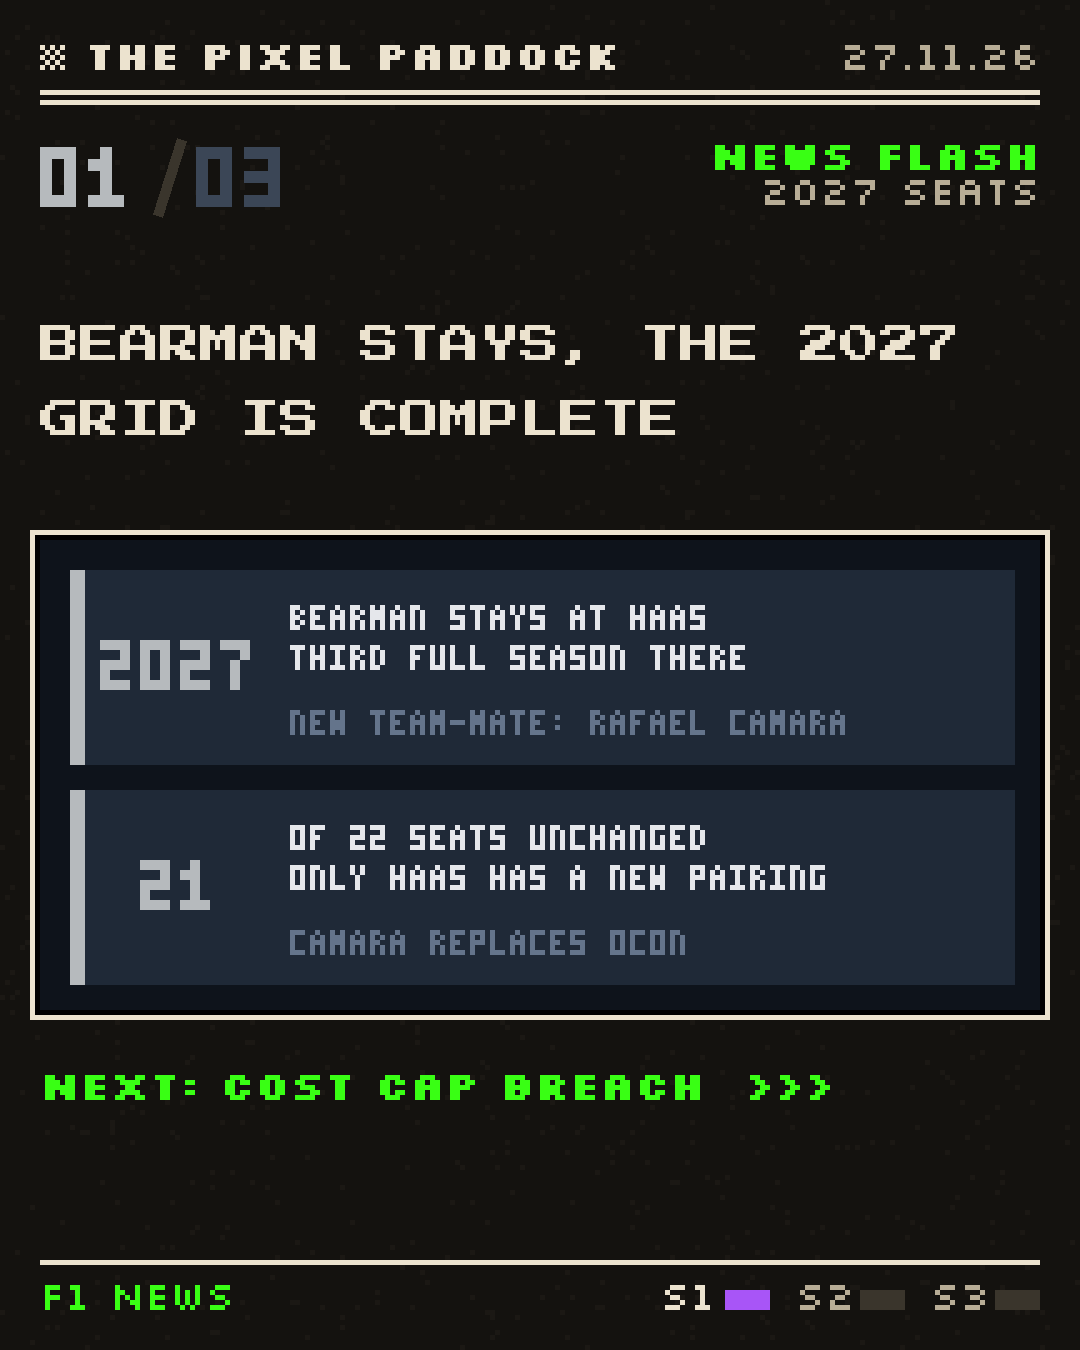 THE PIXEL PADDOCK
27.11.26
01 /03
NEWS FLASH
2027 SEATS
BEARMAN STAYS, THE 2027
GRID IS COMPLETE
2027
BEARMAN STAYS AT HAAS
THIRD FULL SEASON THERE
NEW TEAM-MATE: RAFAEL CAMARA
21
OF 22 SEATS UNCHANGED
ONLY HAAS HAS A NEW PAIRING
CAMARA REPLACES OCON
NEXT: COST CAP BREACH >>>
F1 NEWS
S1 S2 S3